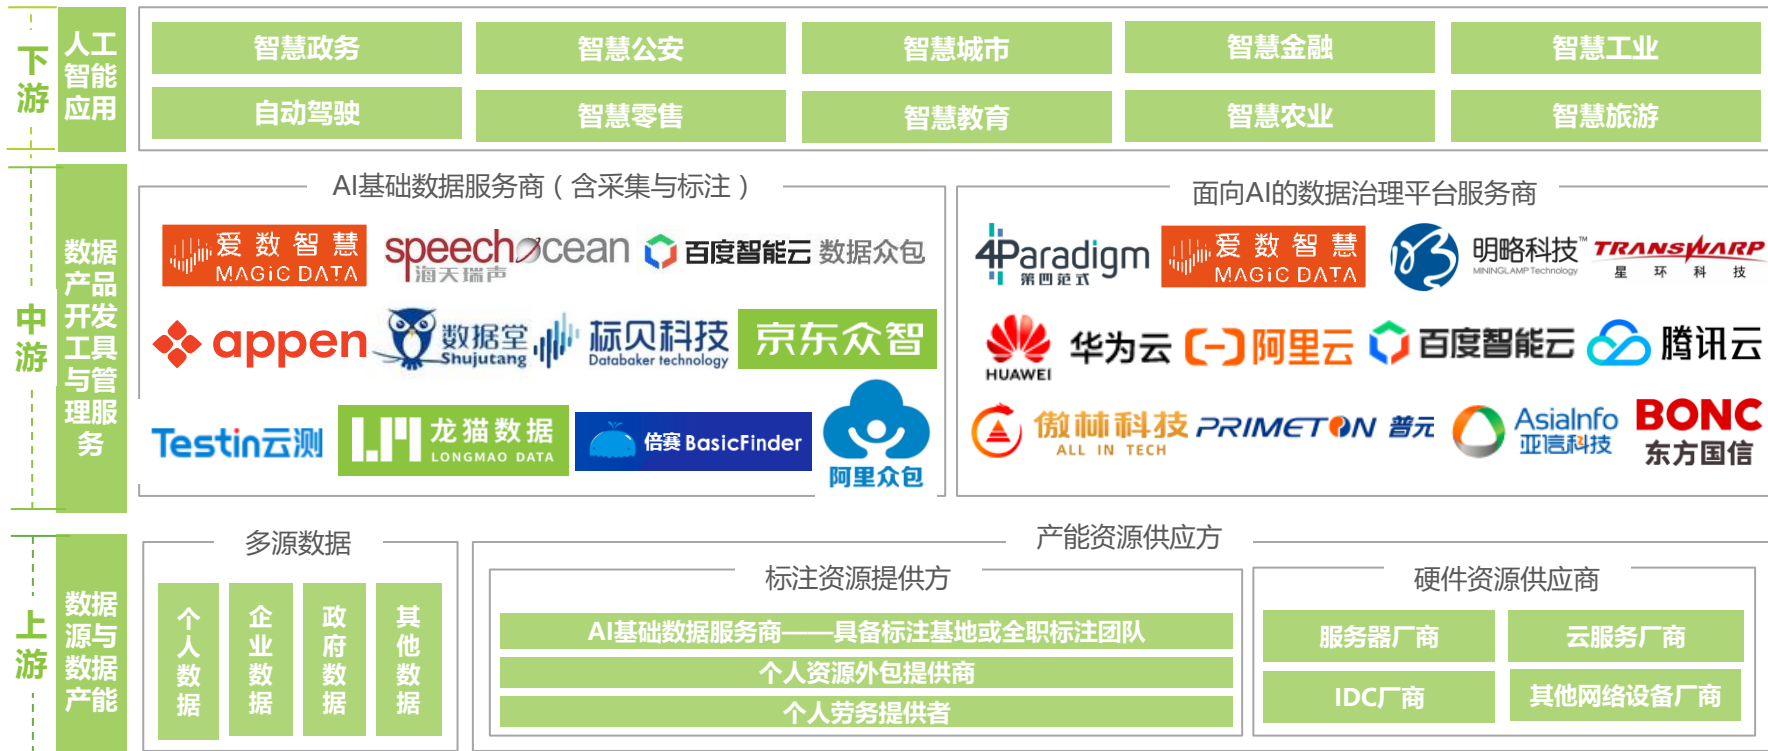 下游
人工智能应用
智慧政务
智慧公安
智慧城市
智慧金融
智慧工业
自动驾驶
智慧零售
智慧教育
智慧农业
智慧旅游
中游
数据产品开发工具与管理服务
AI基础数据服务商（含采集与标注）
爱数智慧
MAGIC DATA
speechocean
海天瑞声
百度智能云 数据众包
appen
数据堂
Shujutang
标贝科技
Databaker technology
京东众智
Testin云测
龙猫数据
LONGMAO DATA
倍赛 BasicFinder
阿里众包
面向AI的数据治理平台服务商
4Paradigm
第四范式
爱数智慧
MAGIC DATA
明略科技™
MININGLAMP Technology
TRANSWARP
星环科技
HUAWEI
华为云
阿里云
百度智能云
腾讯云
傲林科技
ALL IN TECH
PRIMETON 普元
AsiaInfo
亚信科技
BONC
东方国信
上游
数据源与数据产能
多源数据
个人数据
企业数据
政府数据
其他数据
产能资源供应方
标注资源提供方
AI基础数据服务商——具备标注基地或全职标注团队
个人资源外包提供商
个人劳务提供者
硬件资源供应商
服务器厂商
云服务厂商
IDC厂商
其他网络设备厂商